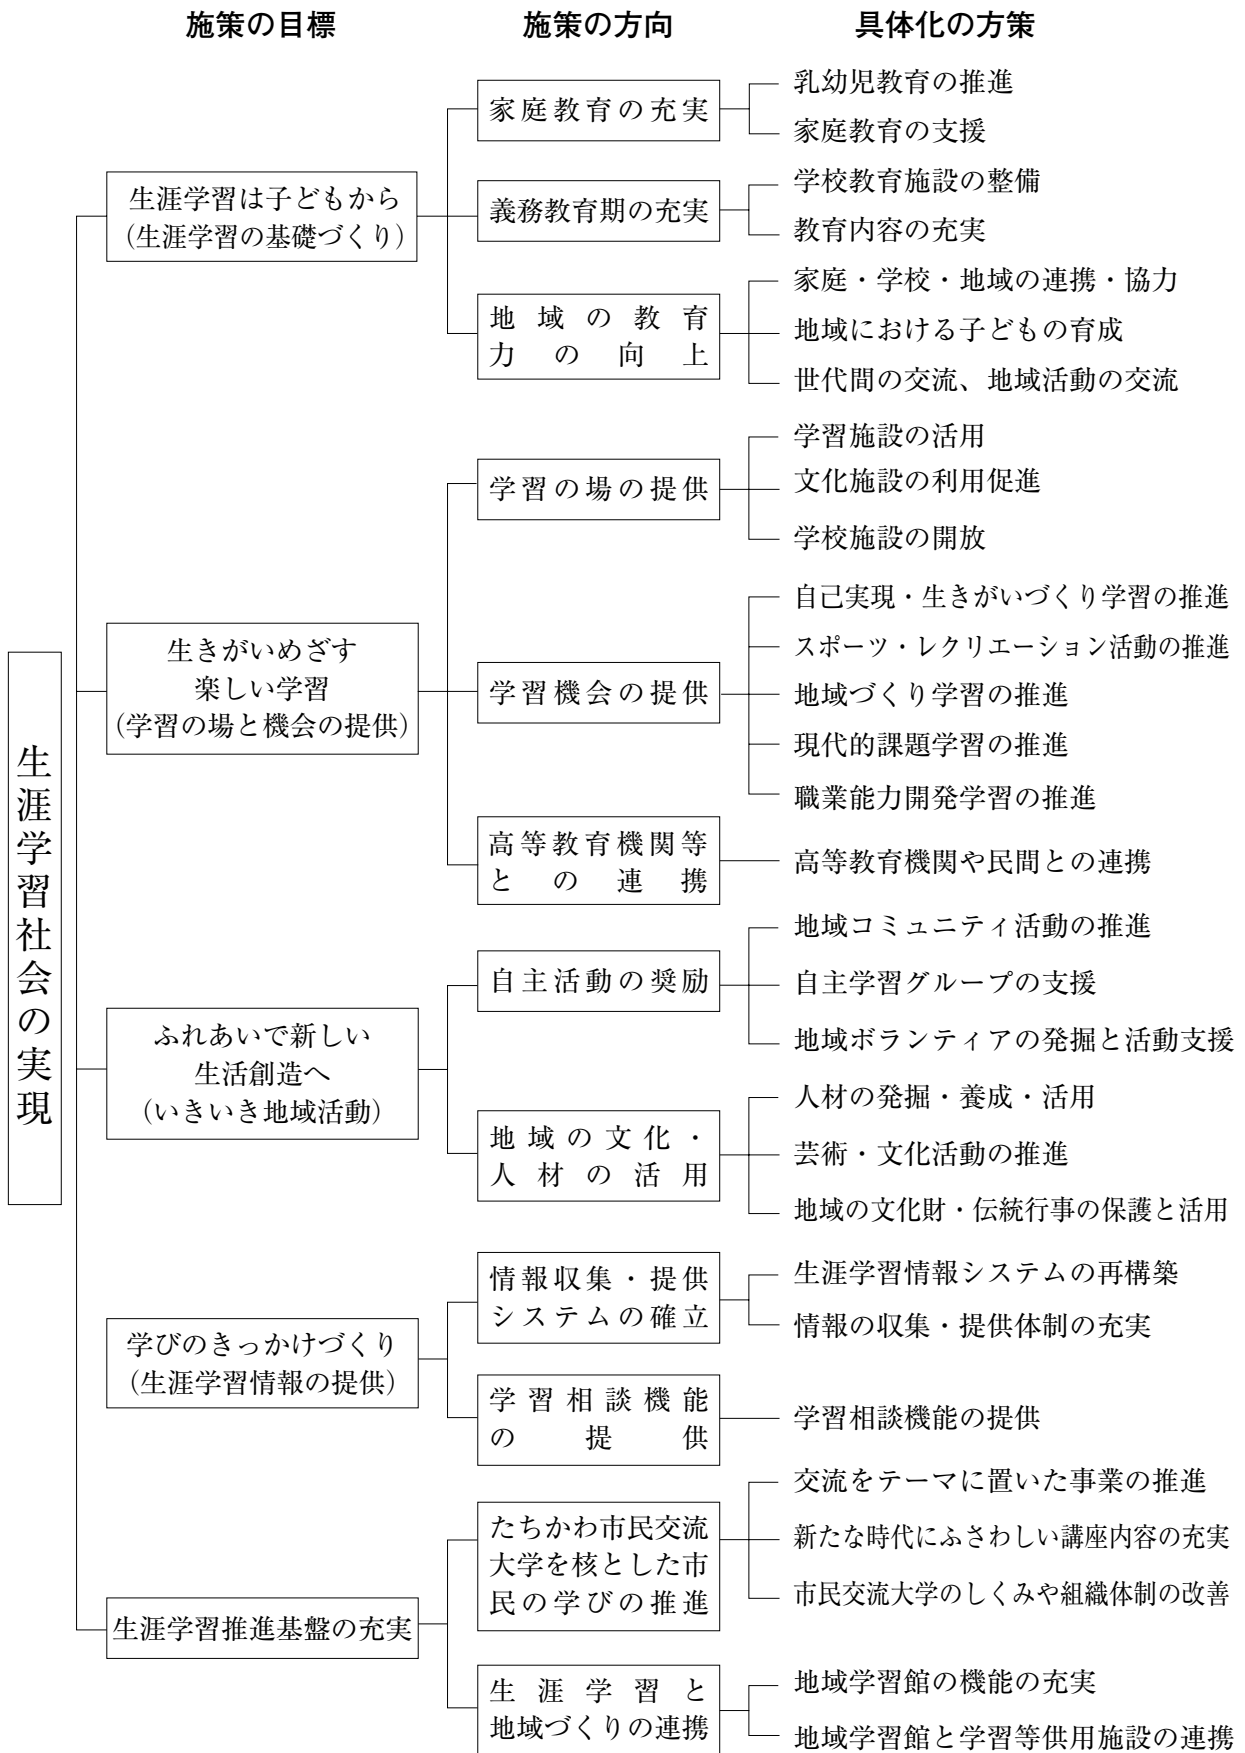 施策の目標
施策の方向
具体化の方策
生涯学習社会の実現
生涯学習は子どもから
（生涯学習の基礎づくり）
家庭教育の充実
乳幼児教育の推進
家庭教育の支援
義務教育期の充実
学校教育施設の整備
教育内容の充実
地域の教育
力の向上
家庭・学校・地域の連携・協力
地域における子どもの育成
世代間の交流、地域活動の交流
生きがいめざす
楽しい学習
（学習の場と機会の提供）
学習の場の提供
学習施設の活用
文化施設の利用促進
学校施設の開放
学習機会の提供
自己実現・生きがいづくり学習の推進
スポーツ・レクリエーション活動の推進
地域づくり学習の推進
現代的課題学習の推進
職業能力開発学習の推進
高等教育機関等
との連携
高等教育機関や民間との連携
ふれあいで新しい
生活創造へ
（いきいき地域活動）
自主活動の奨励
地域コミュニティ活動の推進
自主学習グループの支援
地域ボランティアの発掘と活動支援
地域の文化・
人材の活用
人材の発掘・養成・活用
芸術・文化活動の推進
地域の文化財・伝統行事の保護と活用
学びのきっかけづくり
（生涯学習情報の提供）
情報収集・提供
システムの確立
生涯学習情報システムの再構築
情報の収集・提供体制の充実
学習相談機能
の提供
学習相談機能の提供
生涯学習推進基盤の充実
たちかわ市民交流
大学を核とした市
民の学びの推進
交流をテーマに置いた事業の推進
新たな時代にふさわしい講座内容の充実
市民交流大学のしくみや組織体制の改善
生涯学習と
地域づくりの連携
地域学習館の機能の充実
地域学習館と学習等供用施設の連携